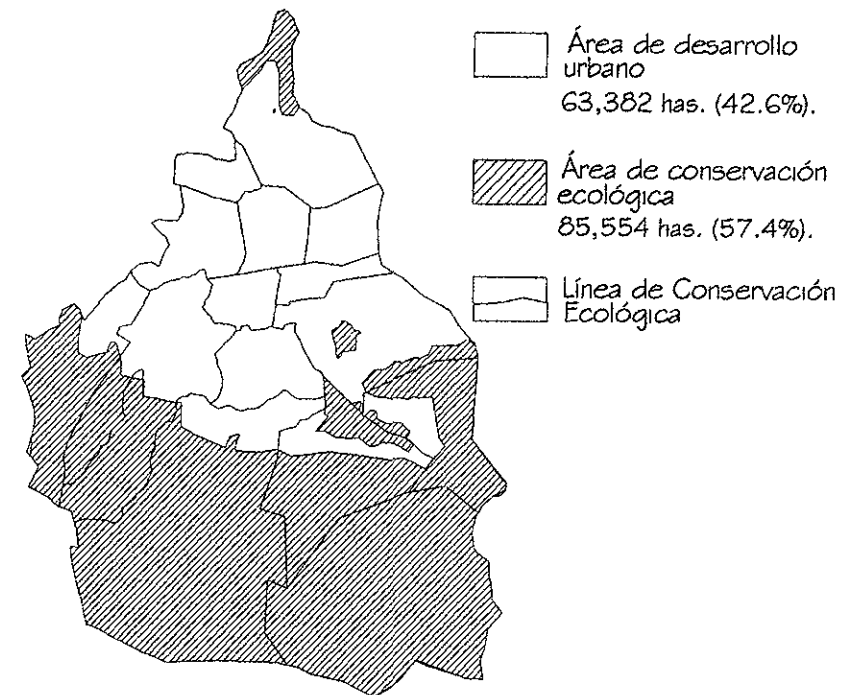 Área de desarrollo
urbano
63,382 has. (42.6%).
Área de conservación
ecológica
85,554 has. (57.4%).
Línea de Conservación
Ecológica